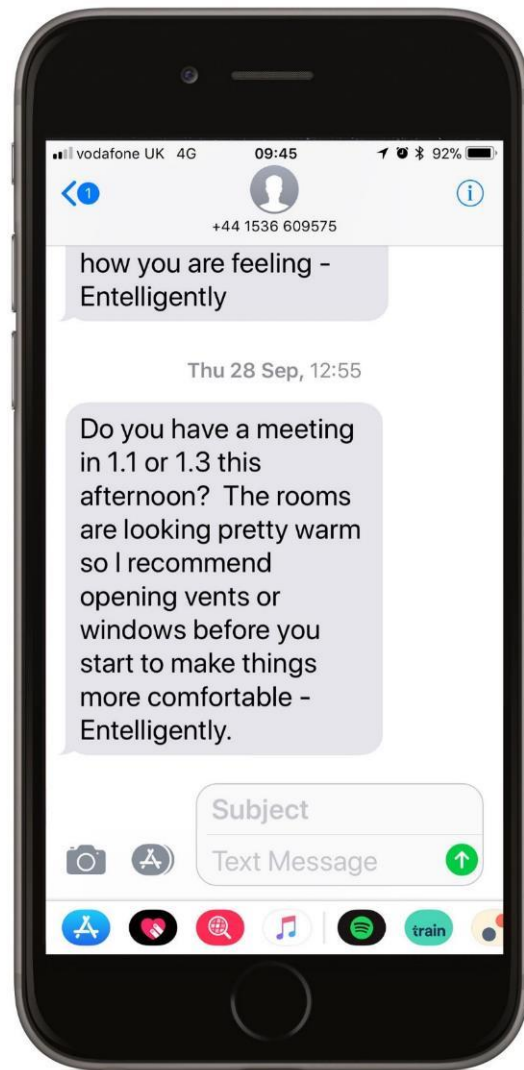 vodafone UK 4G 09:45 92%
1
+44 1536 609575
how you are feeling -
Entelligently
Thu 28 Sep, 12:55
Do you have a meeting
in 1.1 or 1.3 this
afternoon? The rooms
are looking pretty warm
so I recommend
opening vents or
windows before you
start to make things
more comfortable -
Entelligently.
Subject
Text Message
train